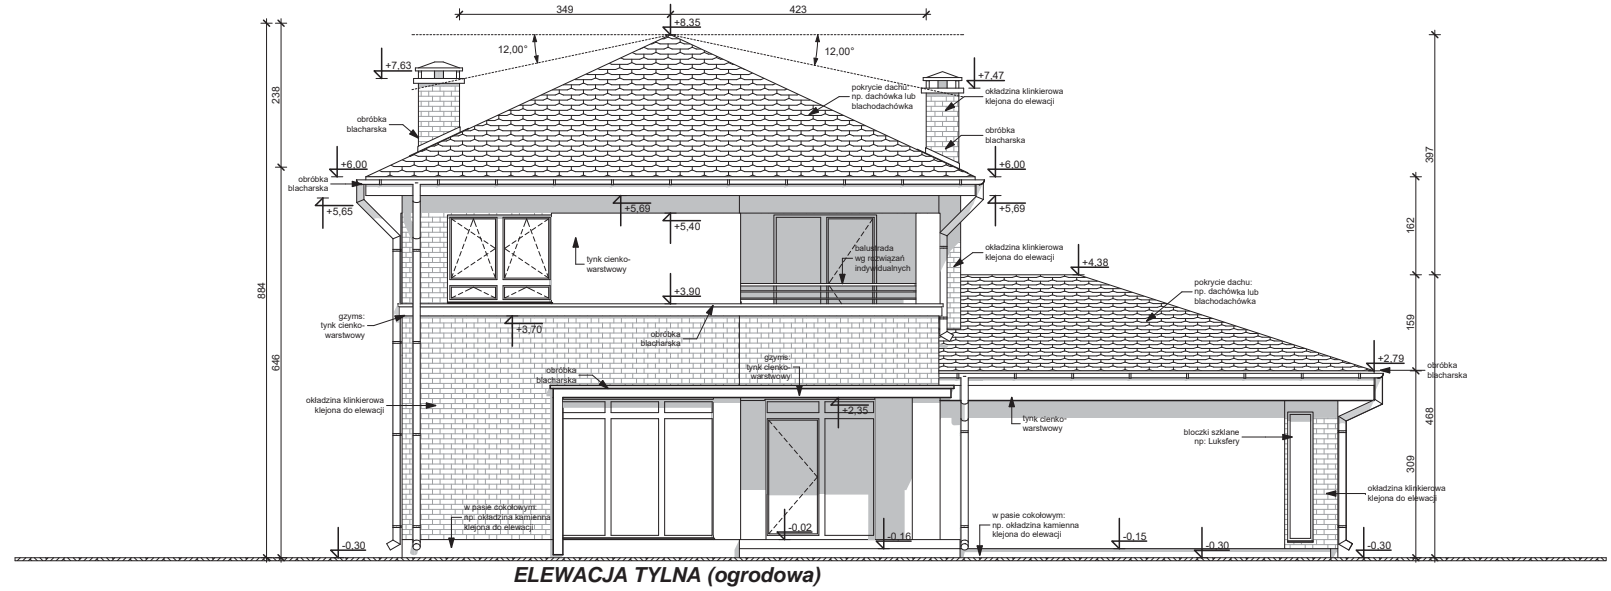 349
423
+8,35
12,00°
12,00°
+7,63
+7,47
238
884
646
pokrycie dachu:
np. dachówka lub
blachodachówka
okładzina klinkierowa
klejona do elewacji
obróbka
blacharska
obróbka
blacharska
+6,00
+6,00
obróbka
blacharska
+5,65
+5,69
+5,69
+5,40
397
162
159
309
468
tynk cienko-
warstwowy
balustrada
wg rozwiązań
indywidualnych
okładzina klinkierowa
klejona do elewacji
+4,38
+3,90
pokrycie dachu:
np. dachówka lub
blachodachówka
gzyms:
tynk cienko-
warstwowy
+3,70
obróbka
blacharska
gzyms:
tynk cienko-
warstwowy
obróbka
blacharska
+2,79
obróbka
blacharska
okładzina klinkierowa
klejona do elewacji
+2,35
tynk cienko-
warstwowy
bloczki szklane
np: Luksfery
okładzina klinkierowa
klejona do elewacji
w pasie cokołowym:
np. okładzina kamienna
klejona do elewacji
w pasie cokołowym:
np. okładzina kamienna
klejona do elewacji
-0,30
-0,02
-0,16
-0,15
-0,30
-0,30
ELEWACJA TYLNA (ogrodowa)